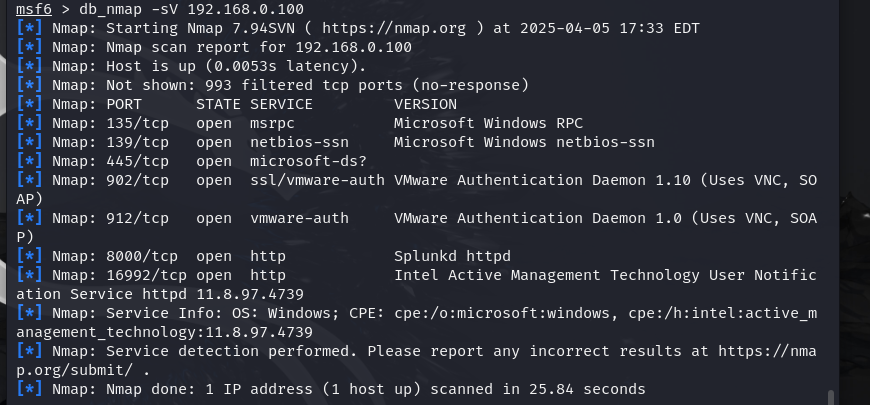 msf6 > db_nmap -sV 192.168.0.100
[*] Nmap: Starting Nmap 7.94SVN ( https://nmap.org ) at 2025-04-05 17:33 EDT
[*] Nmap: Nmap scan report for 192.168.0.100
[*] Nmap: Host is up (0.0053s latency).
[*] Nmap: Not shown: 993 filtered tcp ports (no-response)
[*] Nmap: PORT      STATE SERVICE         VERSION
[*] Nmap: 135/tcp   open  msrpc           Microsoft Windows RPC
[*] Nmap: 139/tcp   open  netbios-ssn     Microsoft Windows netbios-ssn
[*] Nmap: 445/tcp   open  microsoft-ds?
[*] Nmap: 902/tcp   open  ssl/vmware-auth VMware Authentication Daemon 1.10 (Uses VNC, SO
AP)
[*] Nmap: 912/tcp   open  vmware-auth     VMware Authentication Daemon 1.0 (Uses VNC, SOA
P)
[*] Nmap: 8000/tcp  open  http            Splunkd httpd
[*] Nmap: 16992/tcp open  http            Intel Active Management Technology User Notific
ation Service httpd 11.8.97.4739
[*] Nmap: Service Info: OS: Windows; CPE: cpe:/o:microsoft:windows, cpe:/h:intel:active_m
anagement_technology:11.8.97.4739
[*] Nmap: Service detection performed. Please report any incorrect results at https://nma
p.org/submit/ .
[*] Nmap: Nmap done: 1 IP address (1 host up) scanned in 25.84 seconds